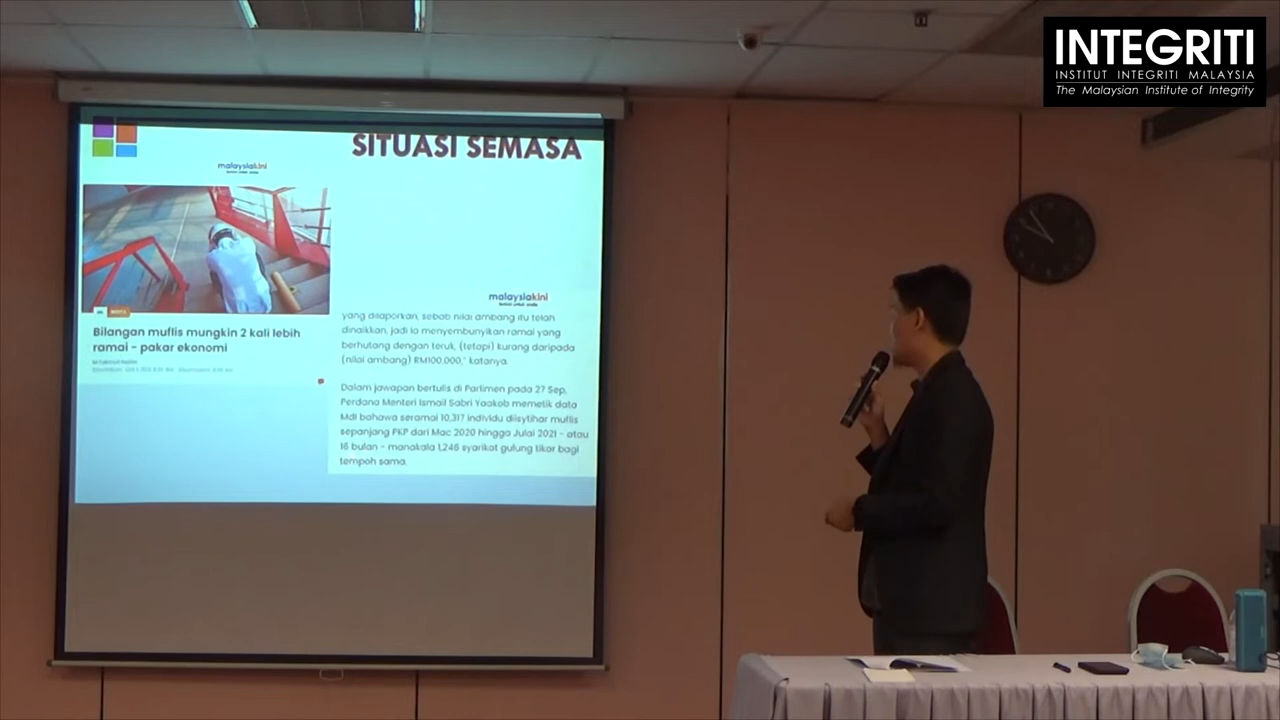 INTEGRITI
INSTITUT INTEGRITI MALAYSIA
The Malaysian Institute of Integrity
SITUASI SEMASA
malaysiakini
Bilangan muflis mungkin 2 kali lebih
ramai - pakar ekonomi
malaysiakini
yang dilaporkan, sebab nilai ambang itu telah
dinaikkan, jadi ia menyembunyikan ramai yang
berhutang dengan teruk, (tetapi) kurang daripada
(nilai ambang) RM100,000," katanya.
Dalam jawapan bertulis di Parlimen pada 27 Sep,
Perdana Menteri Ismail Sabri Yaakob memetik data
MdI bahawa seramai 10,317 individu diisytihar muflis
sepanjang PKP dari Mac 2020 hingga Julai 2021 - atau
16 bulan - manakala 1,246 syarikat gulung tikar bagi
tempoh sama.